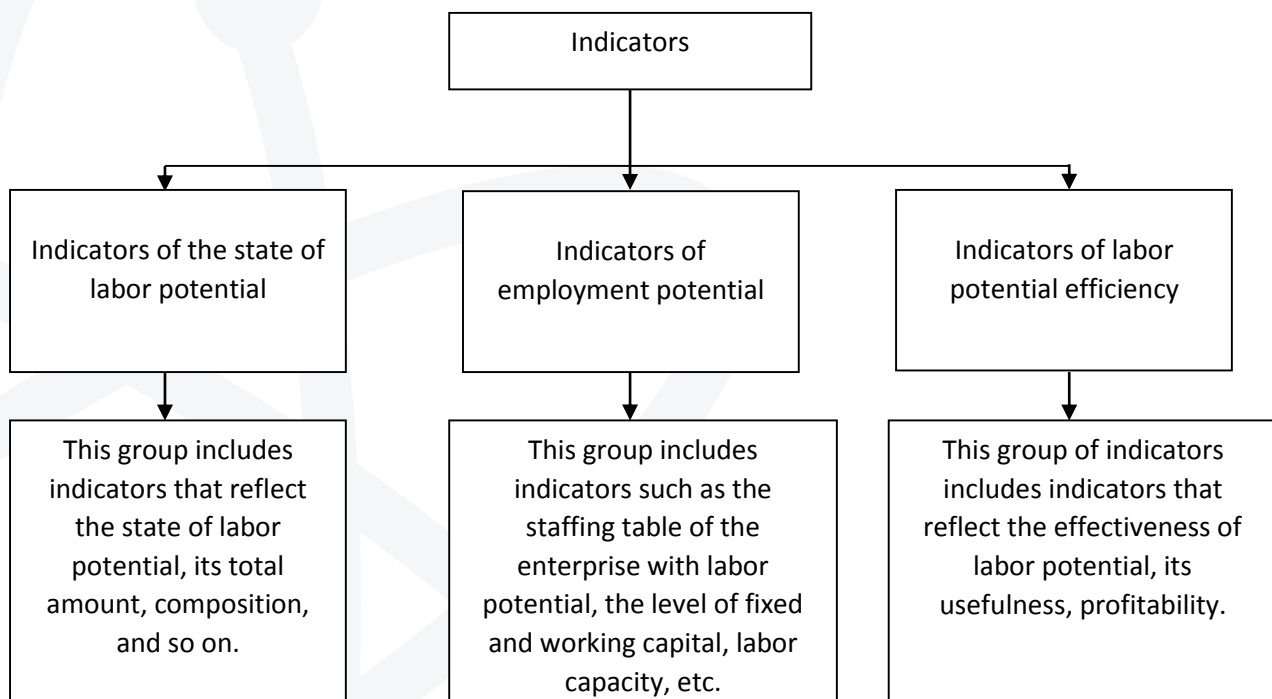 Indicators
Indicators of the state of
labor potential
Indicators of
employment potential
Indicators of labor
potential efficiency
This group includes
indicators that reflect
the state of labor
potential, its total
amount, composition,
and so on.
This group includes
indicators such as the
staffing table of the
enterprise with labor
potential, the level of fixed
and working capital, labor
capacity, etc.
This group of indicators
includes indicators that
reflect the effectiveness of
labor potential, its
usefulness, profitability.